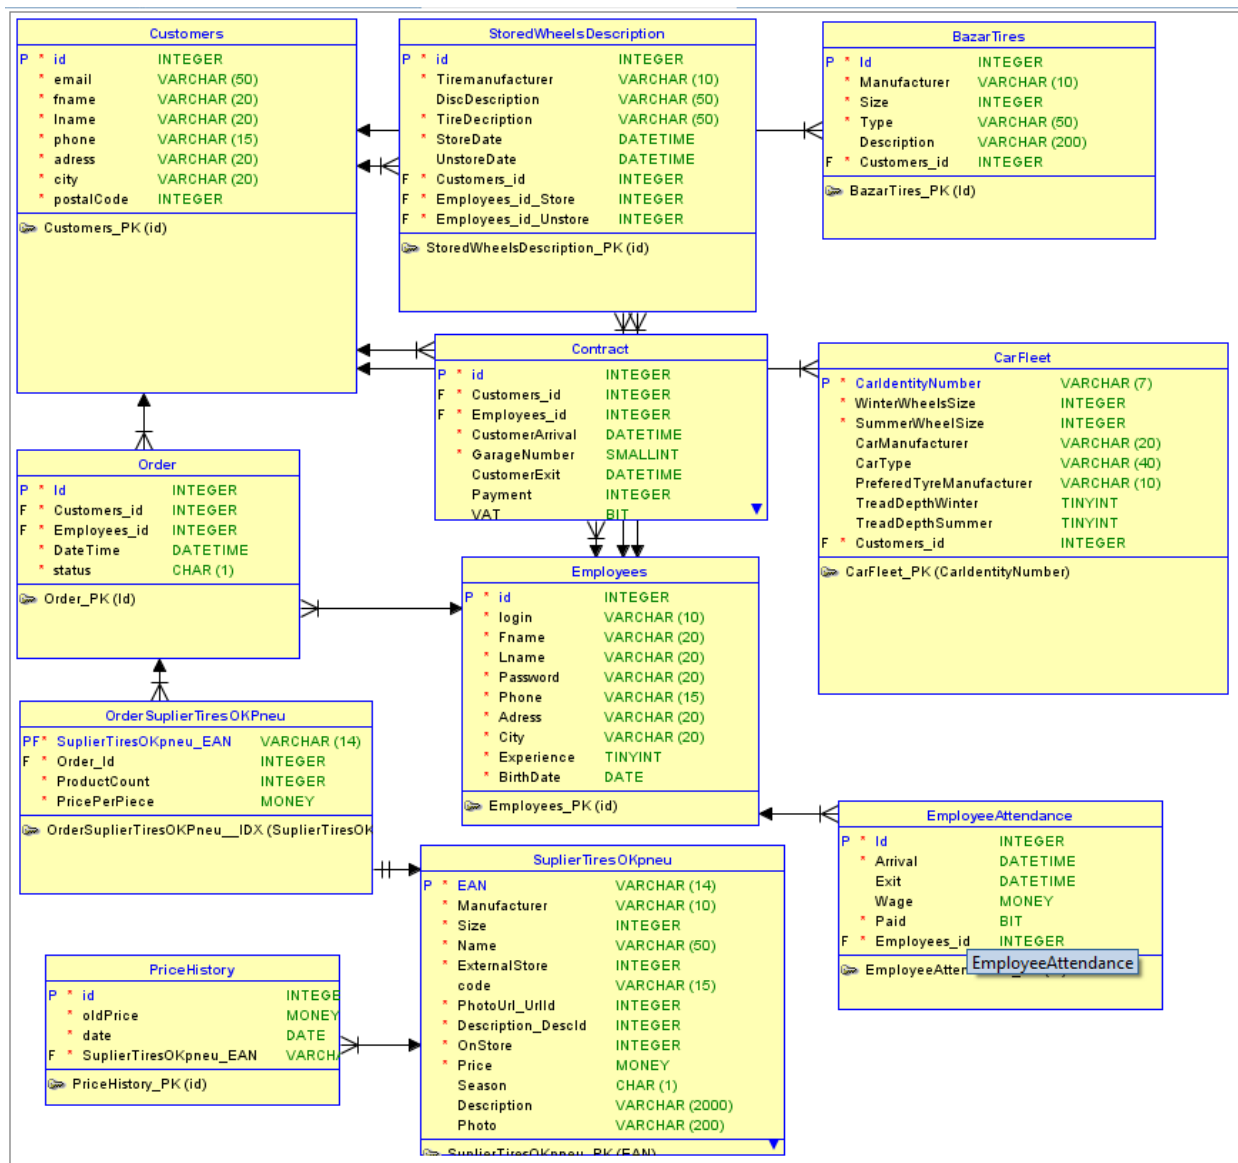 Customers
P * id INTEGER
* email VARCHAR (50)
* fname VARCHAR (20)
* lname VARCHAR (20)
* phone VARCHAR (15)
* adress VARCHAR (20)
* city VARCHAR (20)
* postalCode INTEGER
Customers_PK (id)
StoredWheelsDescription
P * id INTEGER
* Tiremanufacturer VARCHAR (10)
DiscDescription VARCHAR (50)
* TireDecription VARCHAR (50)
* StoreDate DATETIME
UnstoreDate DATETIME
F * Customers_id INTEGER
F * Employees_id_Store INTEGER
F * Employees_id_Unstore INTEGER
StoredWheelsDescription_PK (id)
BazarTires
P * Id INTEGER
* Manufacturer VARCHAR (10)
* Size INTEGER
* Type VARCHAR (50)
Description VARCHAR (200)
F * Customers_id INTEGER
BazarTires_PK (Id)
Contract
P * id INTEGER
F * Customers_id INTEGER
F * Employees_id INTEGER
* CustomerArrival DATETIME
* GarageNumber SMALLINT
CustomerExit DATETIME
Payment INTEGER
VAT BIT
CarFleet
P * CarIdentityNumber VARCHAR (7)
* WinterWheelsSize INTEGER
* SummerWheelSize INTEGER
CarManufacturer VARCHAR (20)
CarType VARCHAR (40)
PreferedTyreManufacturer VARCHAR (10)
TreadDepthWinter TINYINT
TreadDepthSummer TINYINT
F * Customers_id INTEGER
CarFleet_PK (CarIdentityNumber)
Order
P * Id INTEGER
F * Customers_id INTEGER
F * Employees_id INTEGER
* DateTime DATETIME
* status CHAR (1)
Order_PK (Id)
Employees
P * id INTEGER
* login VARCHAR (10)
* Fname VARCHAR (20)
* Lname VARCHAR (20)
* Password VARCHAR (20)
* Phone VARCHAR (15)
* Adress VARCHAR (20)
* City VARCHAR (20)
* Experience TINYINT
* BirthDate DATE
Employees_PK (id)
OrderSuplierTiresOKPneu
PF* SuplierTiresOKpneu_EAN VARCHAR (14)
F * Order_Id INTEGER
* ProductCount INTEGER
* PricePerPiece MONEY
OrderSuplierTiresOKPneu__IDX (SuplierTiresOK
EmployeeAttendance
P * Id INTEGER
* Arrival DATETIME
Exit DATETIME
Wage MONEY
* Paid BIT
F * Employees_id INTEGER
EmployeeAtten
EmployeeAttendance
SuplierTiresOKpneu
P * EAN VARCHAR (14)
* Manufacturer VARCHAR (10)
* Size INTEGER
* Name VARCHAR (50)
* ExternalStore INTEGER
code VARCHAR (15)
* PhotoUrl_UrlId INTEGER
* Description_DescId INTEGER
* OnStore INTEGER
* Price MONEY
Season CHAR (1)
Description VARCHAR (2000)
Photo VARCHAR (200)
SuplierTiresOKpneu_PK (EAN)
PriceHistory
P * id INTEGE
* oldPrice MONEY
* date DATE
F * SuplierTiresOKpneu_EAN VARCHA
PriceHistory_PK (id)